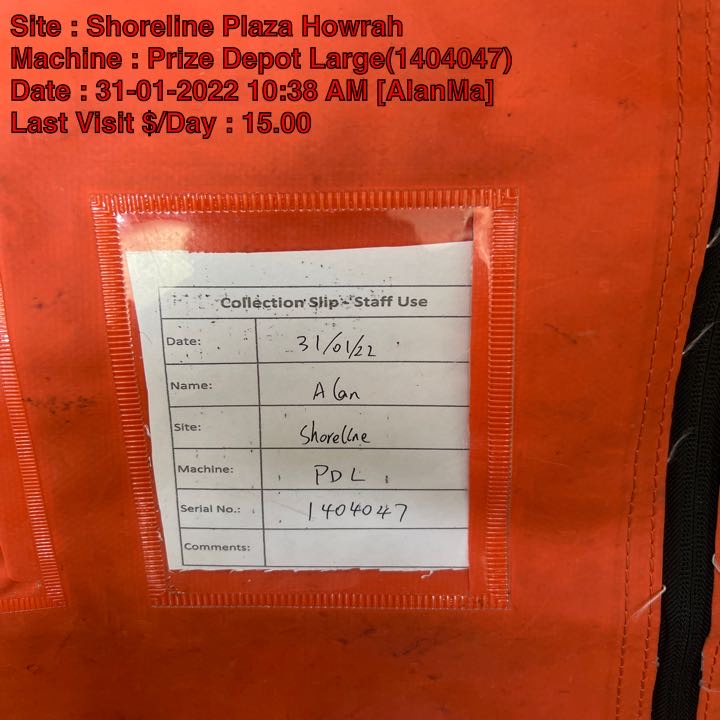 Site : Shoreline Plaza Howrah
Machine : Prize Depot Large(1404047)
Date : 31-01-2022 10:38 AM [AlanMa]
Last Visit $/Day : 15.00
Collection Slip - Staff Use
Date: 31/01/22
Name: Alan
Site: Shoreline
Machine: PDL
Serial No.: 1404047
Comments: